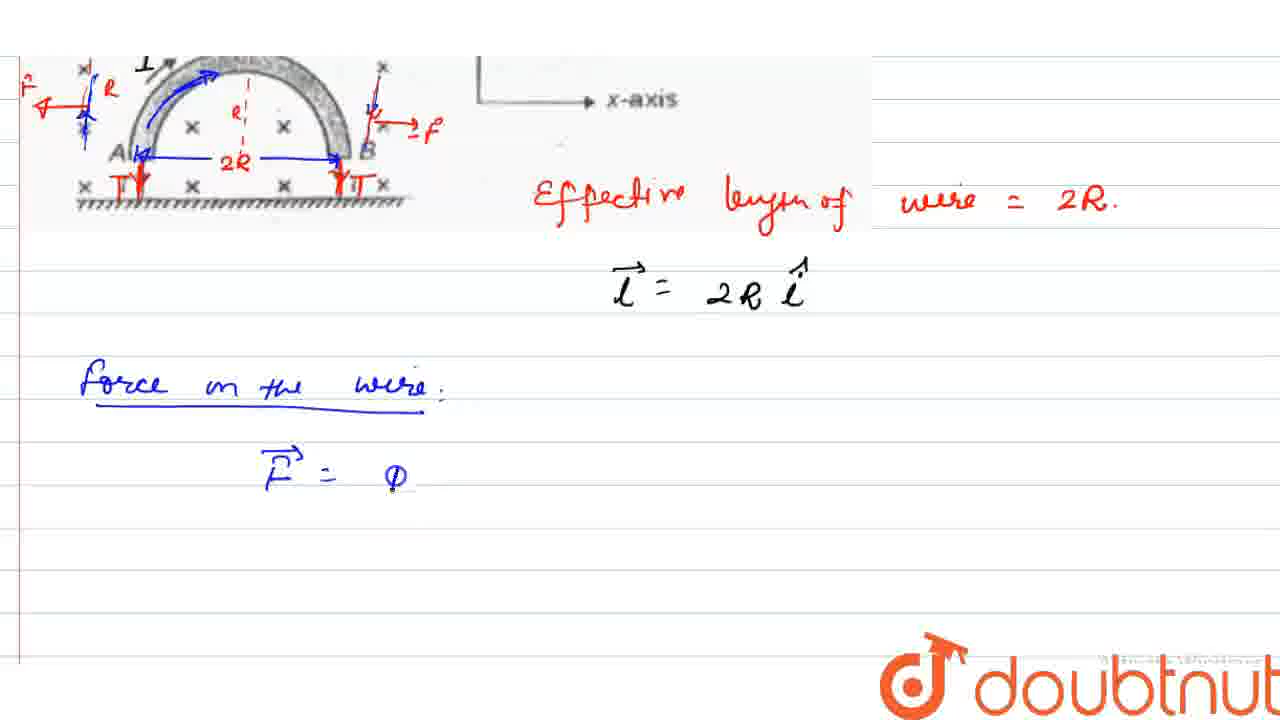 I
F R
R
x-axis
F
A 2R B
T T
Effective length of wire = 2R.
l = 2R î
Force on the wire:
F =
doubtnut